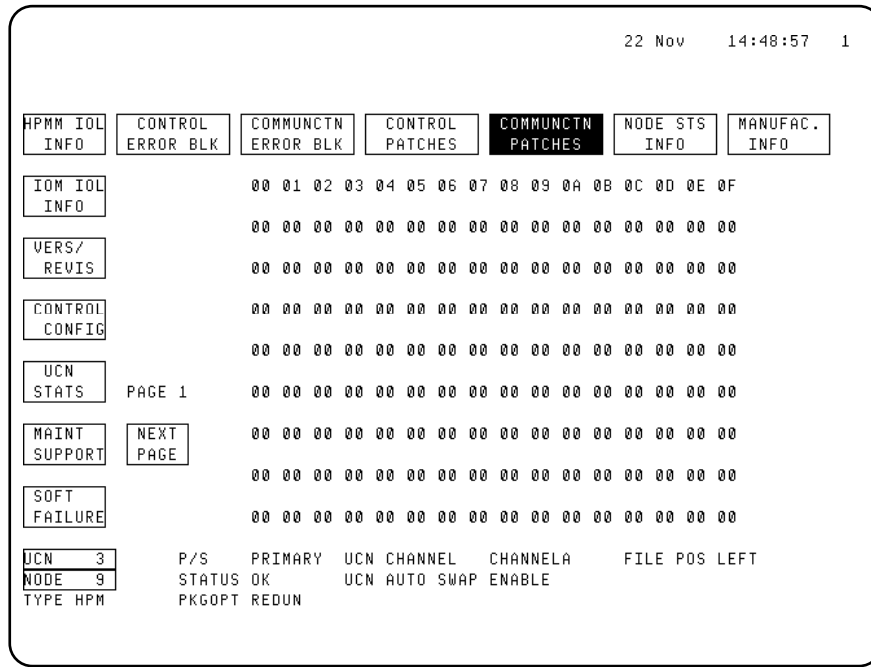 22 Nov 14:48:57 1
HPMM IOL CONTROL COMMUNCTN CONTROL COMMUNCTN NODE STS MANUFAC.
INFO ERROR BLK ERROR BLK PATCHES PATCHES INFO INFO
IOM IOL 00 01 02 03 04 05 06 07 08 09 0A 0B 0C 0D 0E 0F
INFO
00 00 00 00 00 00 00 00 00 00 00 00 00 00 00 00
VERS/
REVIS 00 00 00 00 00 00 00 00 00 00 00 00 00 00 00 00
CONTROL 00 00 00 00 00 00 00 00 00 00 00 00 00 00 00 00
CONFIG
00 00 00 00 00 00 00 00 00 00 00 00 00 00 00 00
UCN
STATS PAGE 1 00 00 00 00 00 00 00 00 00 00 00 00 00 00 00 00
MAINT NEXT 00 00 00 00 00 00 00 00 00 00 00 00 00 00 00 00
SUPPORT PAGE
00 00 00 00 00 00 00 00 00 00 00 00 00 00 00 00
SOFT
FAILURE 00 00 00 00 00 00 00 00 00 00 00 00 00 00 00 00
UCN 3 P/S PRIMARY UCN CHANNEL CHANNELA FILE POS LEFT
NODE 9 STATUS OK UCN AUTO SWAP ENABLE
TYPE HPM PKGOPT REDUN